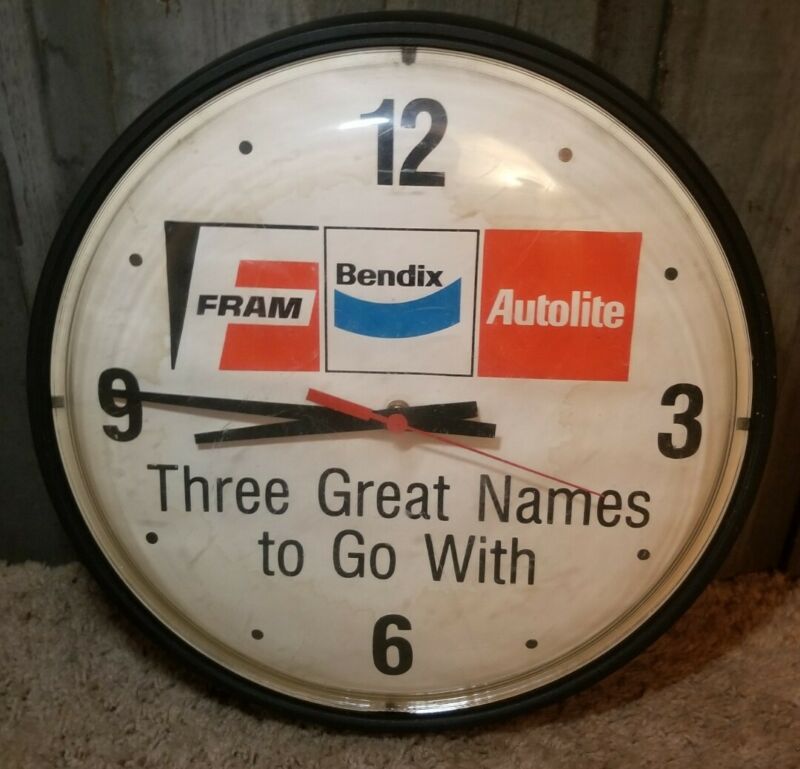 12
FRAM Bendix Autolite
9 3
Three Great Names
to Go With
6